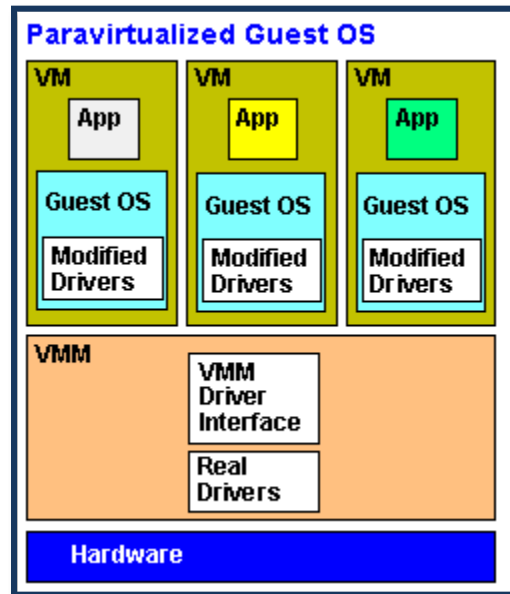 Paravirtualized Guest OS
VM
App
Guest OS
Modified
Drivers
VM
App
Guest OS
Modified
Drivers
VM
App
Guest OS
Modified
Drivers
VMM
VMM
Driver
Interface
Real
Drivers
Hardware